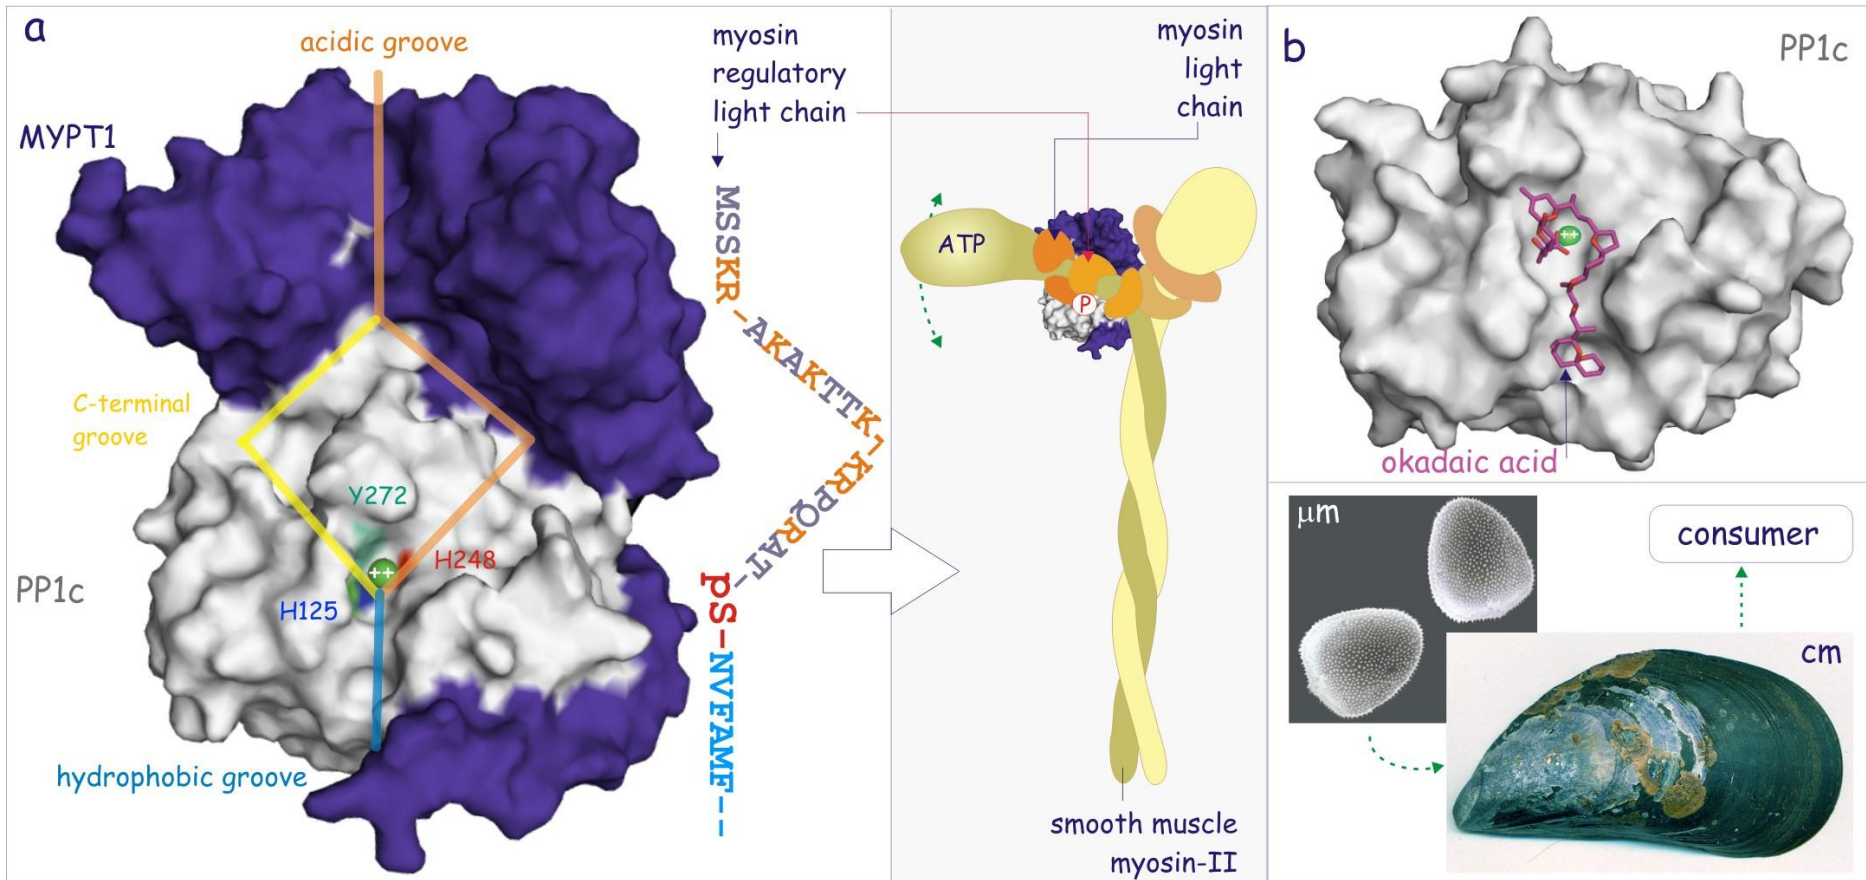 a
acidic groove
MYPT1
C-terminal
groove
Y272
++
H248
H125
PP1c
hydrophobic groove
myosin
regulatory
light chain
MSSKR-AKAKTTK
-KRPQRAT-
pS-NVFAMF--
myosin
light
chain
ATP
P
smooth muscle
myosin-II
b
PP1c
++
okadaic acid
µm
consumer
cm